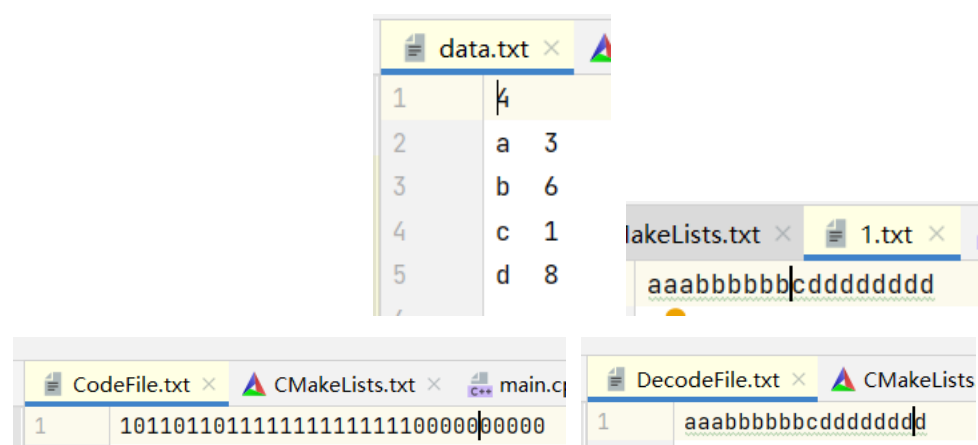 data.txt
1 4
2 a 3
3 b 6
4 c 1
5 d 8
akeLists.txt 1.txt
aaabbbbbbcdddddddd
CodeFile.txt CMakeLists.txt main.cp
1 10110110111111111111110000000000
DecodeFile.txt CMakeLists
1 aaabbbbbbcdddddddd